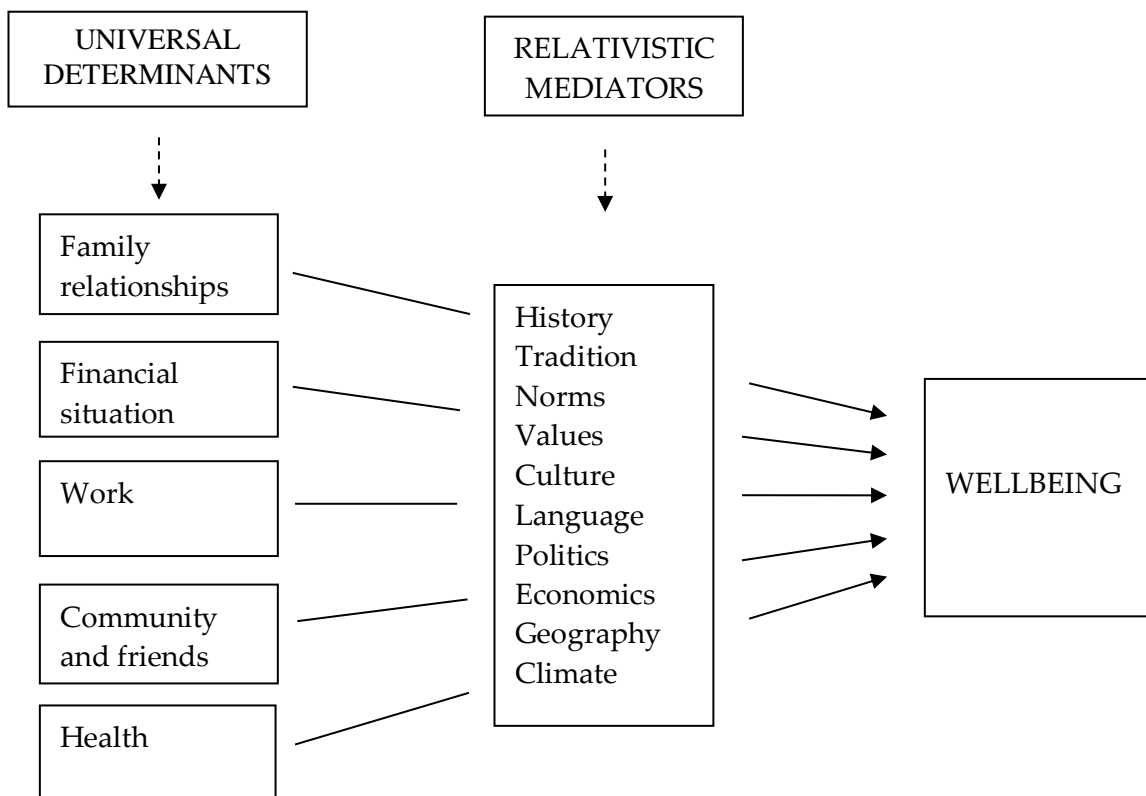 UNIVERSAL
DETERMINANTS
RELATIVISTIC
MEDIATORS
Family
relationships
Financial
situation
Work
Community
and friends
Health
History
Tradition
Norms
Values
Culture
Language
Politics
Economics
Geography
Climate
WELLBEING